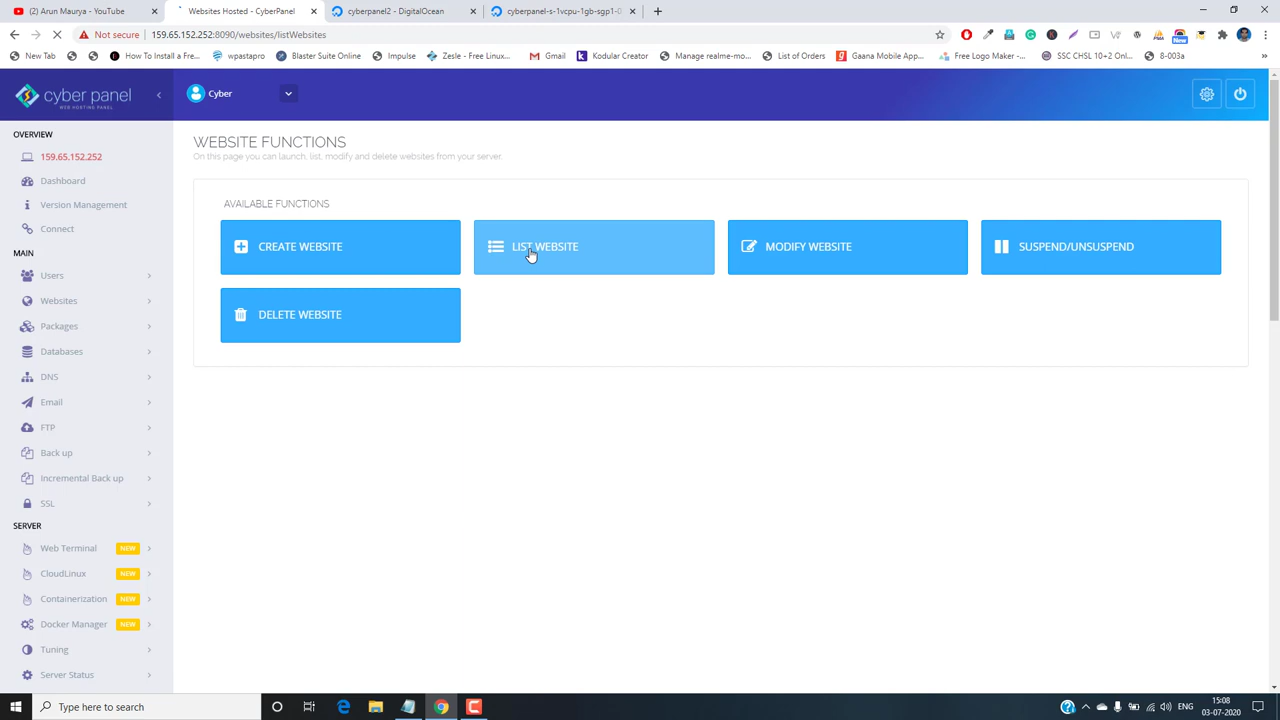 (2) Arun Maurya - YouTube
Websites Hosted - CyberPanel
cyberpanel2 - DigitalOcean
cyberpanel-s-1vcpu-1gb-sgp1-0
Not secure
159.65.152.252:8090/websites/listWebsites
New
New Tab
How To Install a Free...
wpastapro
Blaster Suite Online
Impulse
Zesle - Free Linux...
Gmail
Kodular Creator
Manage realme-mo...
List of Orders
Gaana Mobile App...
Free Logo Maker -...
SSC CHSL 10+2 Onl...
8-003a
cyber panel
WEB HOSTING PANEL
Cyber
OVERVIEW
159.65.152.252
Dashboard
Version Management
Connect
MAIN
Users
Websites
Packages
Databases
DNS
Email
FTP
Back up
Incremental Back up
SSL
SERVER
Web Terminal NEW
CloudLinux NEW
Containerization NEW
Docker Manager NEW
Tuning
Server Status
WEBSITE FUNCTIONS
On this page you can launch, list, modify and delete websites from your server.
AVAILABLE FUNCTIONS
CREATE WEBSITE
LIST WEBSITE
MODIFY WEBSITE
SUSPEND/UNSUSPEND
DELETE WEBSITE
Type here to search
ENG
15:08
03-07-2020